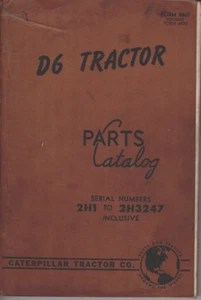 D6 TRACTOR
PARTS
Catalog
SERIAL NUMBERS
2H1 TO 2H3247
INCLUSIVE
CATERPILLAR TRACTOR CO.